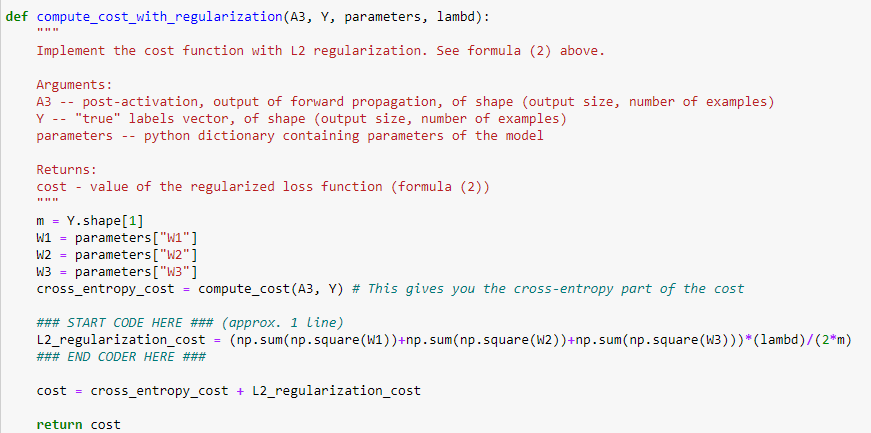 def compute_cost_with_regularization(A3, Y, parameters, lambd):
"""
Implement the cost function with L2 regularization. See formula (2) above.
Arguments:
A3 -- post-activation, output of forward propagation, of shape (output size, number of examples)
Y -- "true" labels vector, of shape (output size, number of examples)
parameters -- python dictionary containing parameters of the model
Returns:
cost - value of the regularized loss function (formula (2))
"""
m = Y.shape[1]
W1 = parameters["W1"]
W2 = parameters["W2"]
W3 = parameters["W3"]
cross_entropy_cost = compute_cost(A3, Y) # This gives you the cross-entropy part of the cost
### START CODE HERE ### (approx. 1 line)
L2_regularization_cost = (np.sum(np.square(W1))+np.sum(np.square(W2))+np.sum(np.square(W3)))*(lambd)/(2*m)
### END CODER HERE ###
cost = cross_entropy_cost + L2_regularization_cost
return cost